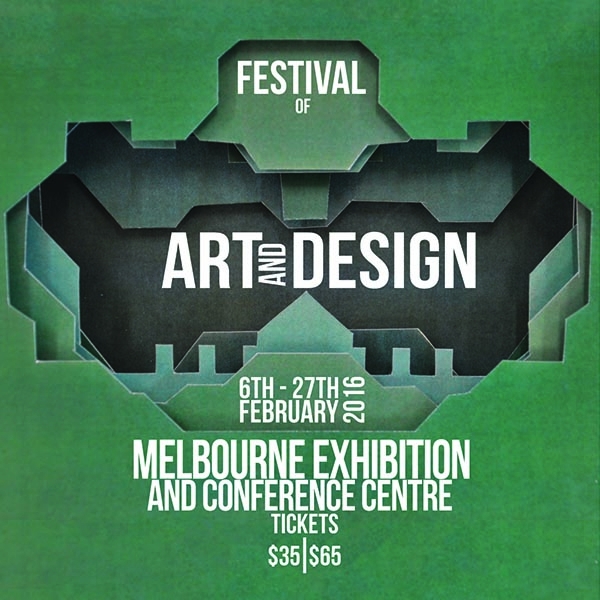 FESTIVAL
OF
ART AND DESIGN
6TH - 27TH
FEBRUARY 2016
MELBOURNE EXHIBITION
AND CONFERENCE CENTRE
TICKETS
$35|$65